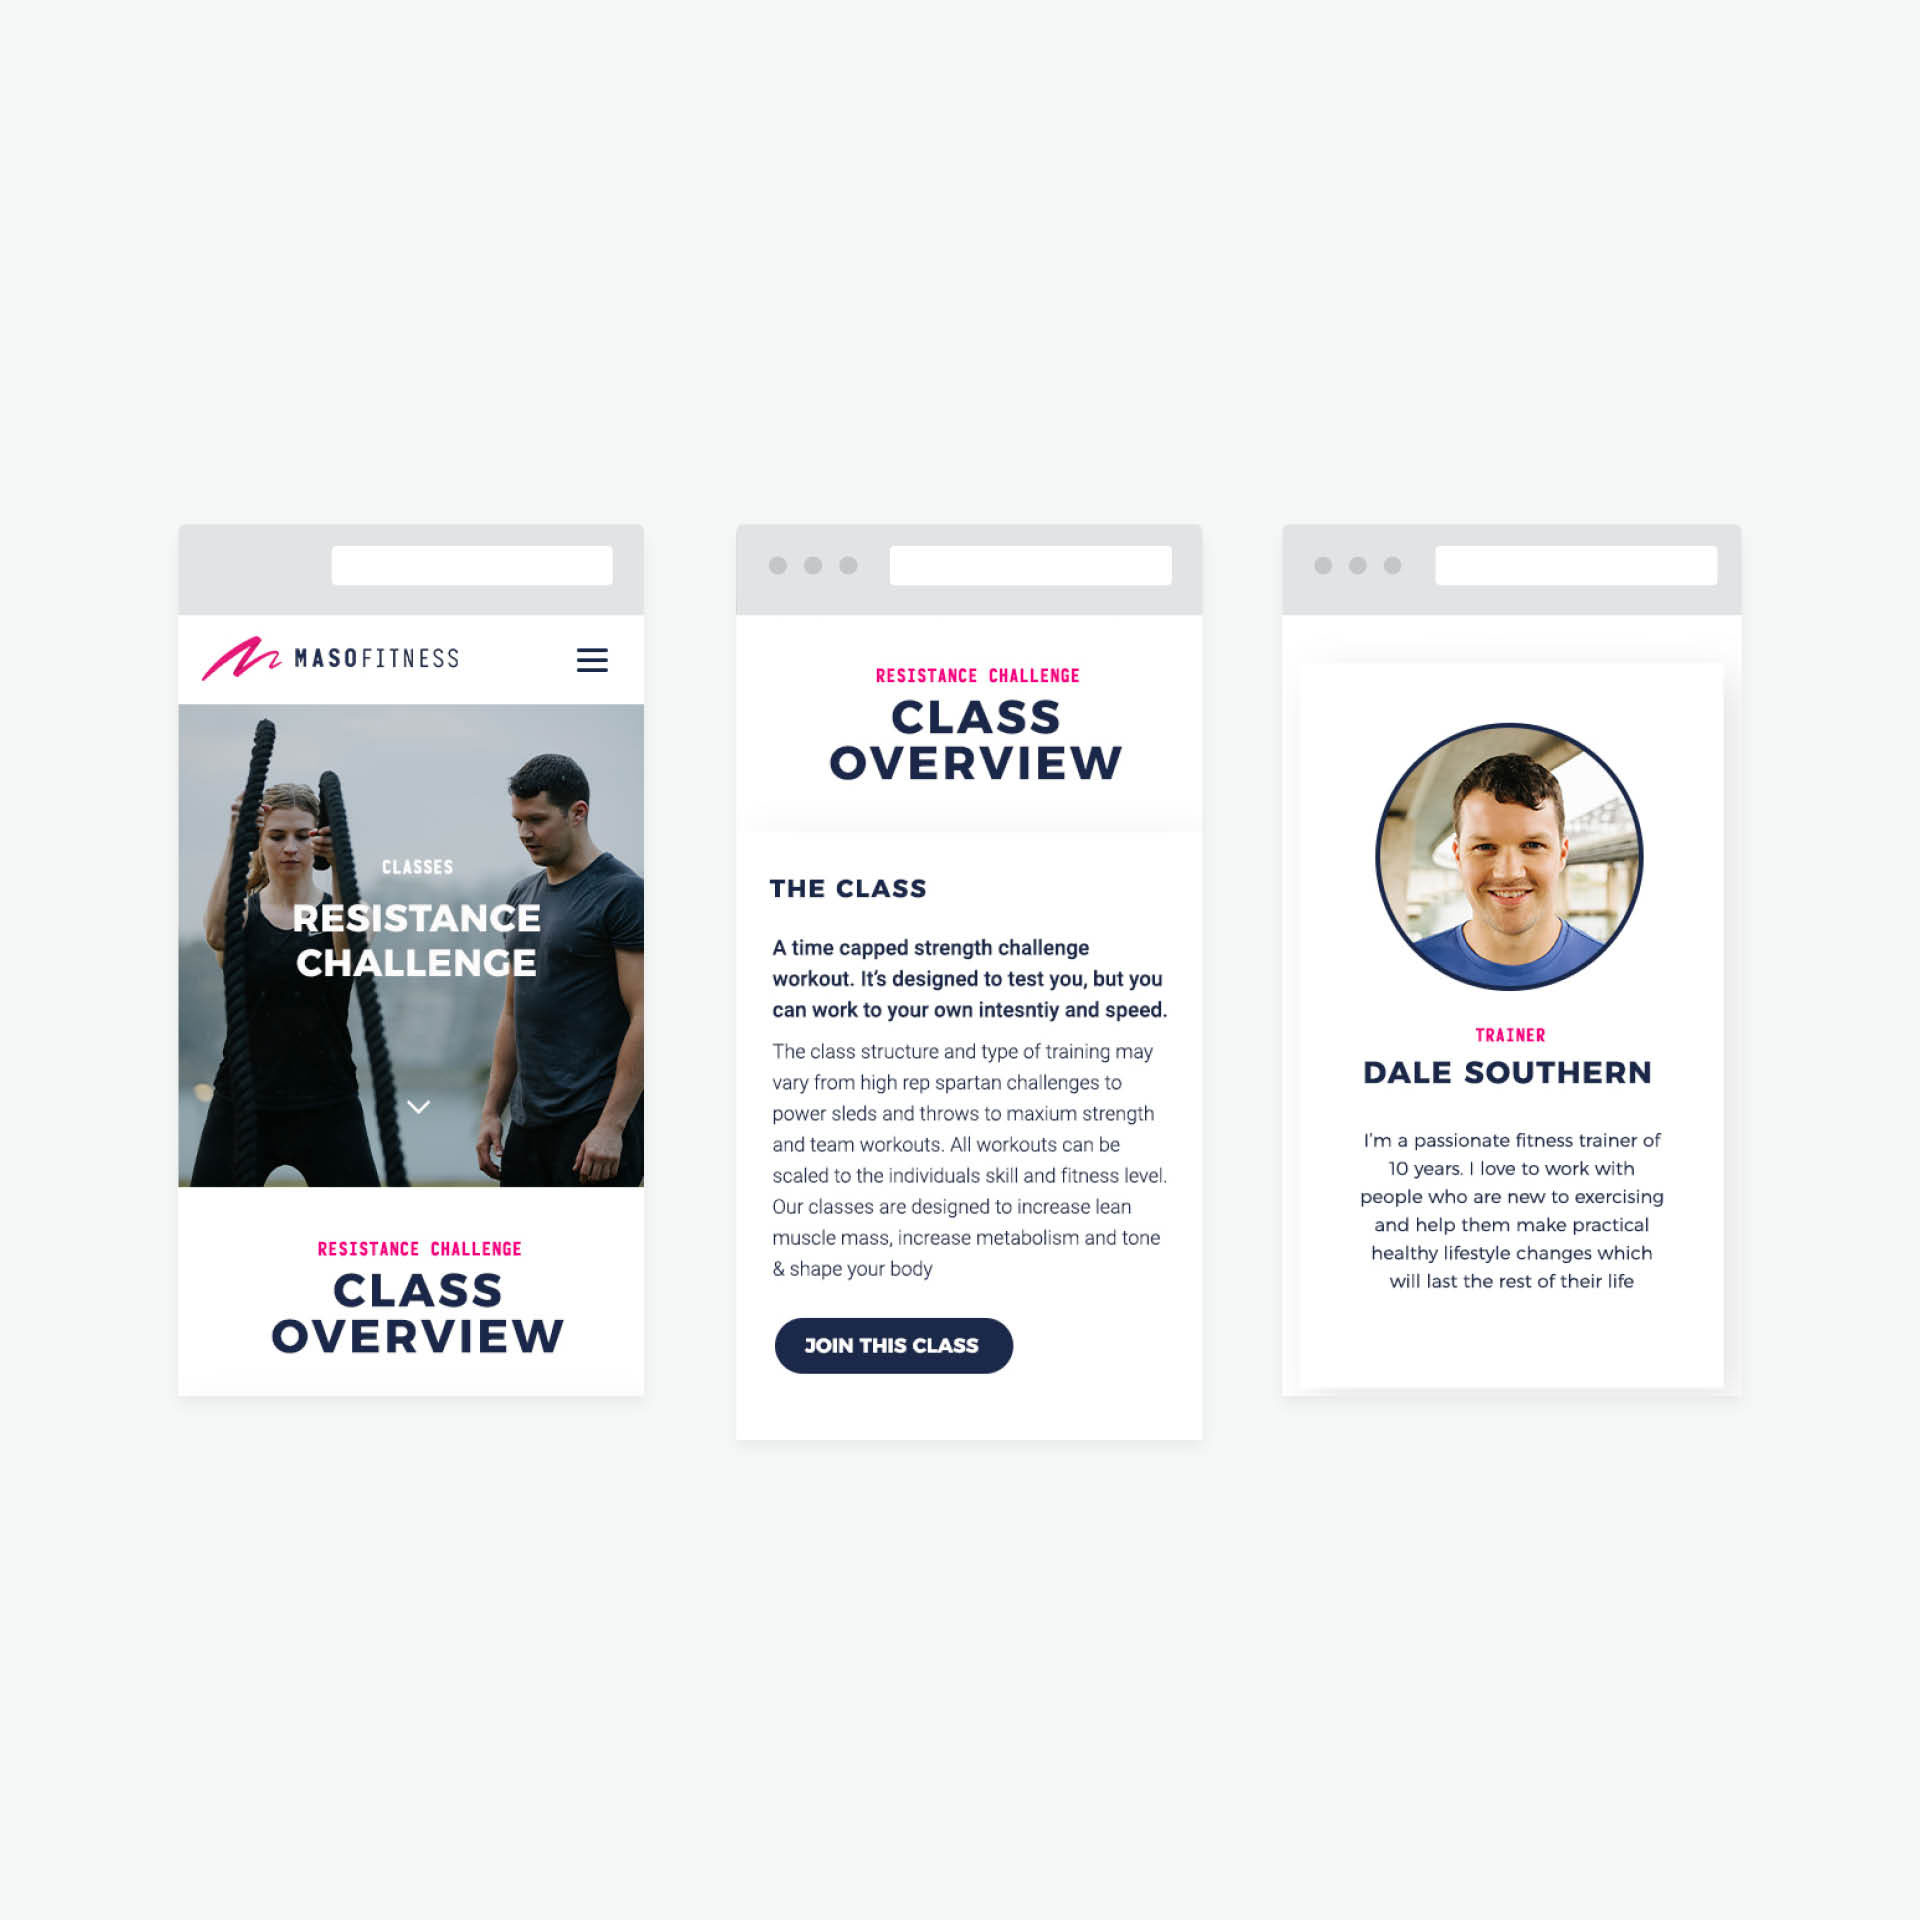 MASOFITNESS
CLASSES
RESISTANCE
CHALLENGE
RESISTANCE CHALLENGE
CLASS
OVERVIEW
RESISTANCE CHALLENGE
CLASS
OVERVIEW
THE CLASS
A time capped strength challenge
workout. It's designed to test you, but you
can work to your own intesntiy and speed.
The class structure and type of training may
vary from high rep spartan challenges to
power sleds and throws to maxium strength
and team workouts. All workouts can be
scaled to the individuals skill and fitness level.
Our classes are designed to increase lean
muscle mass, increase metabolism and tone
& shape your body
JOIN THIS CLASS
TRAINER
DALE SOUTHERN
I'm a passionate fitness trainer of
10 years. I love to work with
people who are new to exercising
and help them make practical
healthy lifestyle changes which
will last the rest of their life